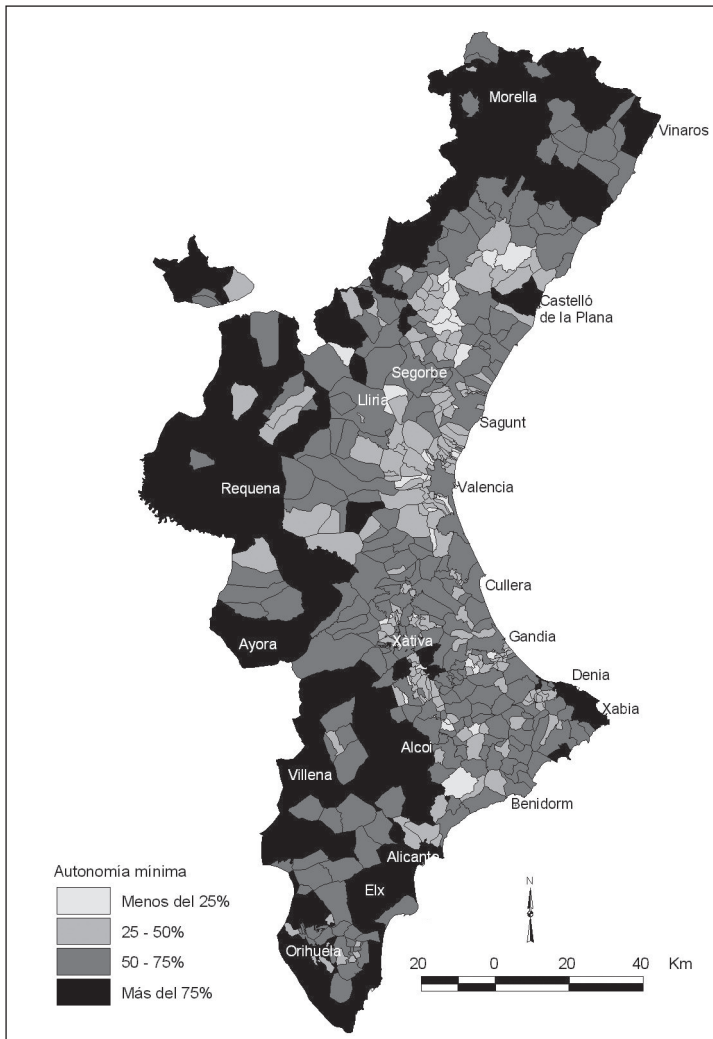 Morella
Vinaros
Castelló
de la Plana
Segorbe
Lliria
Sagunt
Requena
Valencia
Cullera
Ayora
Xàtiva
Gandia
Denia
Xabia
Alcoi
Villena
Benidorm
Alicante
Elx
Orihuela
Autonomia mínima
Menos del 25%
25 - 50%
50 - 75%
Más del 75%
N
20 0 20 40 Km